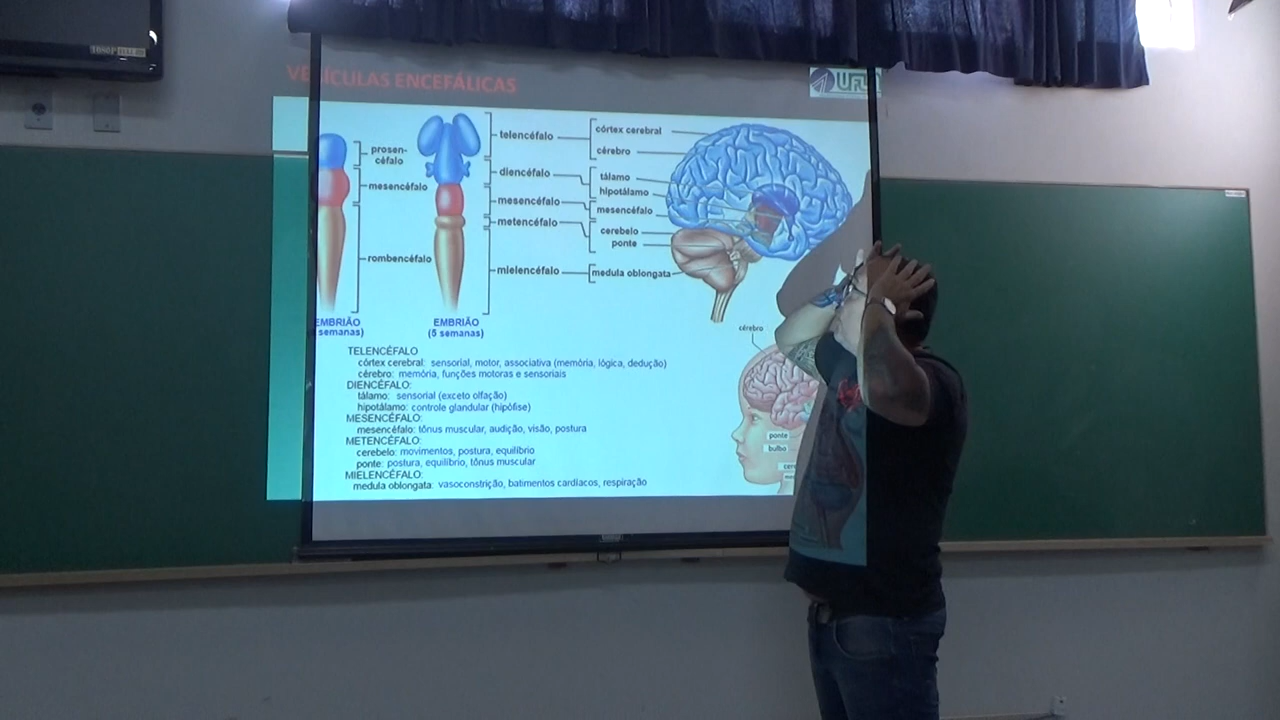 VESÍCULAS ENCEFÁLICAS
UFU
prosen-
céfalo
mesencéfalo
rombencéfalo
EMBRIÃO
semanas)
telencéfalo
diencéfalo
mesencéfalo
metencéfalo
mielencéfalo
EMBRIÃO
(5 semanas)
córtex cerebral
cérebro
tálamo
hipotálamo
mesencéfalo
cerebelo
ponte
medula oblongata
cérebro
ponte
bulbo
TELENCÉFALO
córtex cerebral: sensorial, motor, associativa (memória, lógica, dedução)
cérebro: memória, funções motoras e sensoriais
DIENCÉFALO:
tálamo: sensorial (exceto olfação)
hipotálamo: controle glandular (hipófise)
MESENCÉFALO:
mesencéfalo: tônus muscular, audição, visão, postura
METENCÉFALO:
cerebelo: movimentos, postura, equilíbrio
ponte: postura, equilíbrio, tônus muscular
MIELENCÉFALO:
medula oblongata: vasoconstrição, batimentos cardíacos, respiração